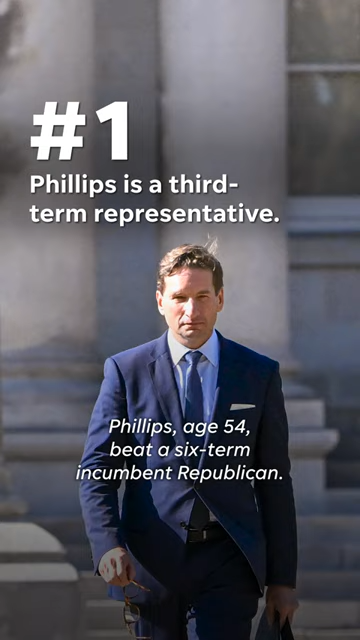 #1
Phillips is a third-
term representative.
Phillips, age 54,
beat a six-term
incumbent Republican.